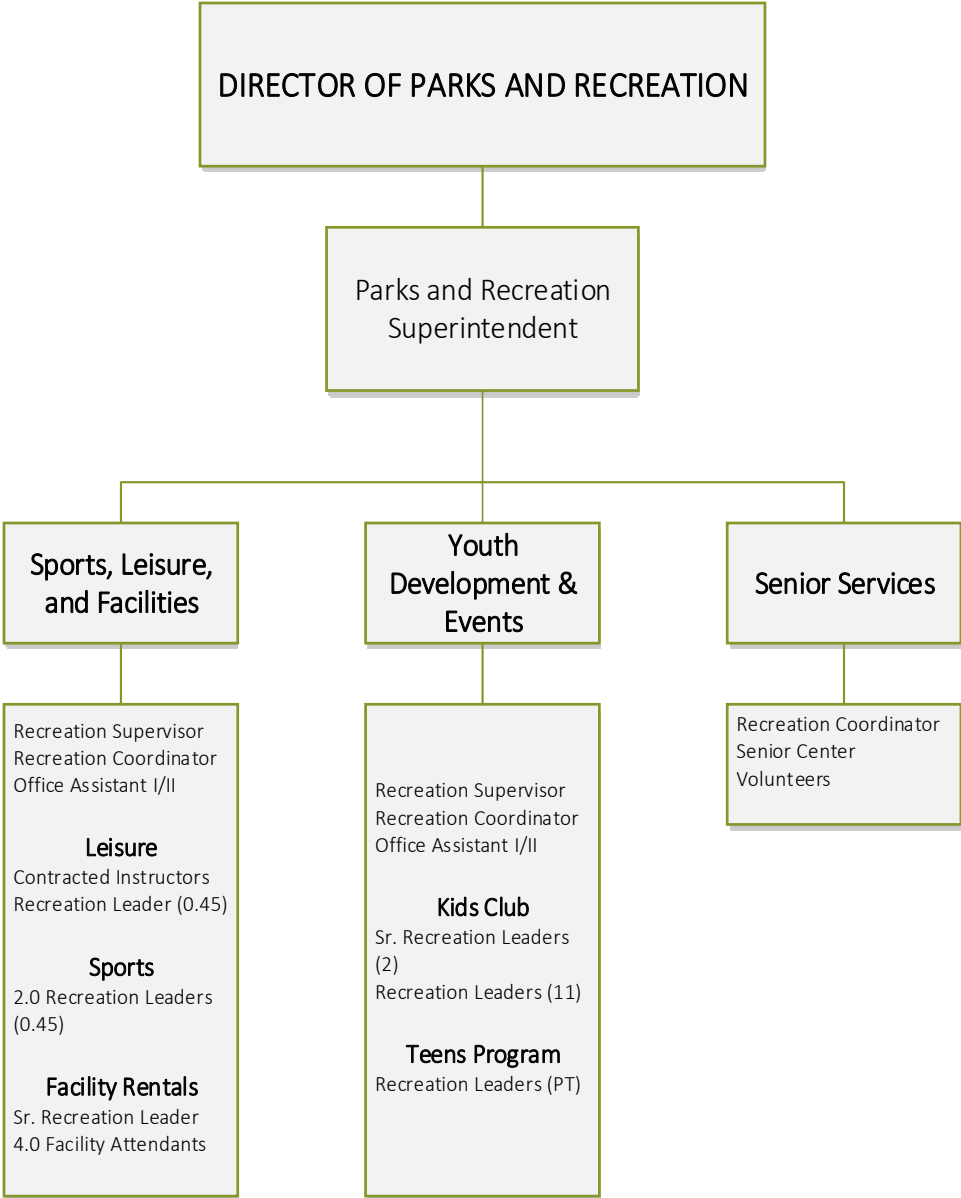 DIRECTOR OF PARKS AND RECREATION
Parks and Recreation
Superintendent
Sports, Leisure,
and Facilities
Recreation Supervisor
Recreation Coordinator
Office Assistant I/II
Leisure
Contracted Instructors
Recreation Leader (0.45)
Sports
2.0 Recreation Leaders
(0.45)
Facility Rentals
Sr. Recreation Leader
4.0 Facility Attendants
Youth
Development &
Events
Recreation Supervisor
Recreation Coordinator
Office Assistant I/II
Kids Club
Sr. Recreation Leaders
(2)
Recreation Leaders (11)
Teens Program
Recreation Leaders (PT)
Senior Services
Recreation Coordinator
Senior Center
Volunteers